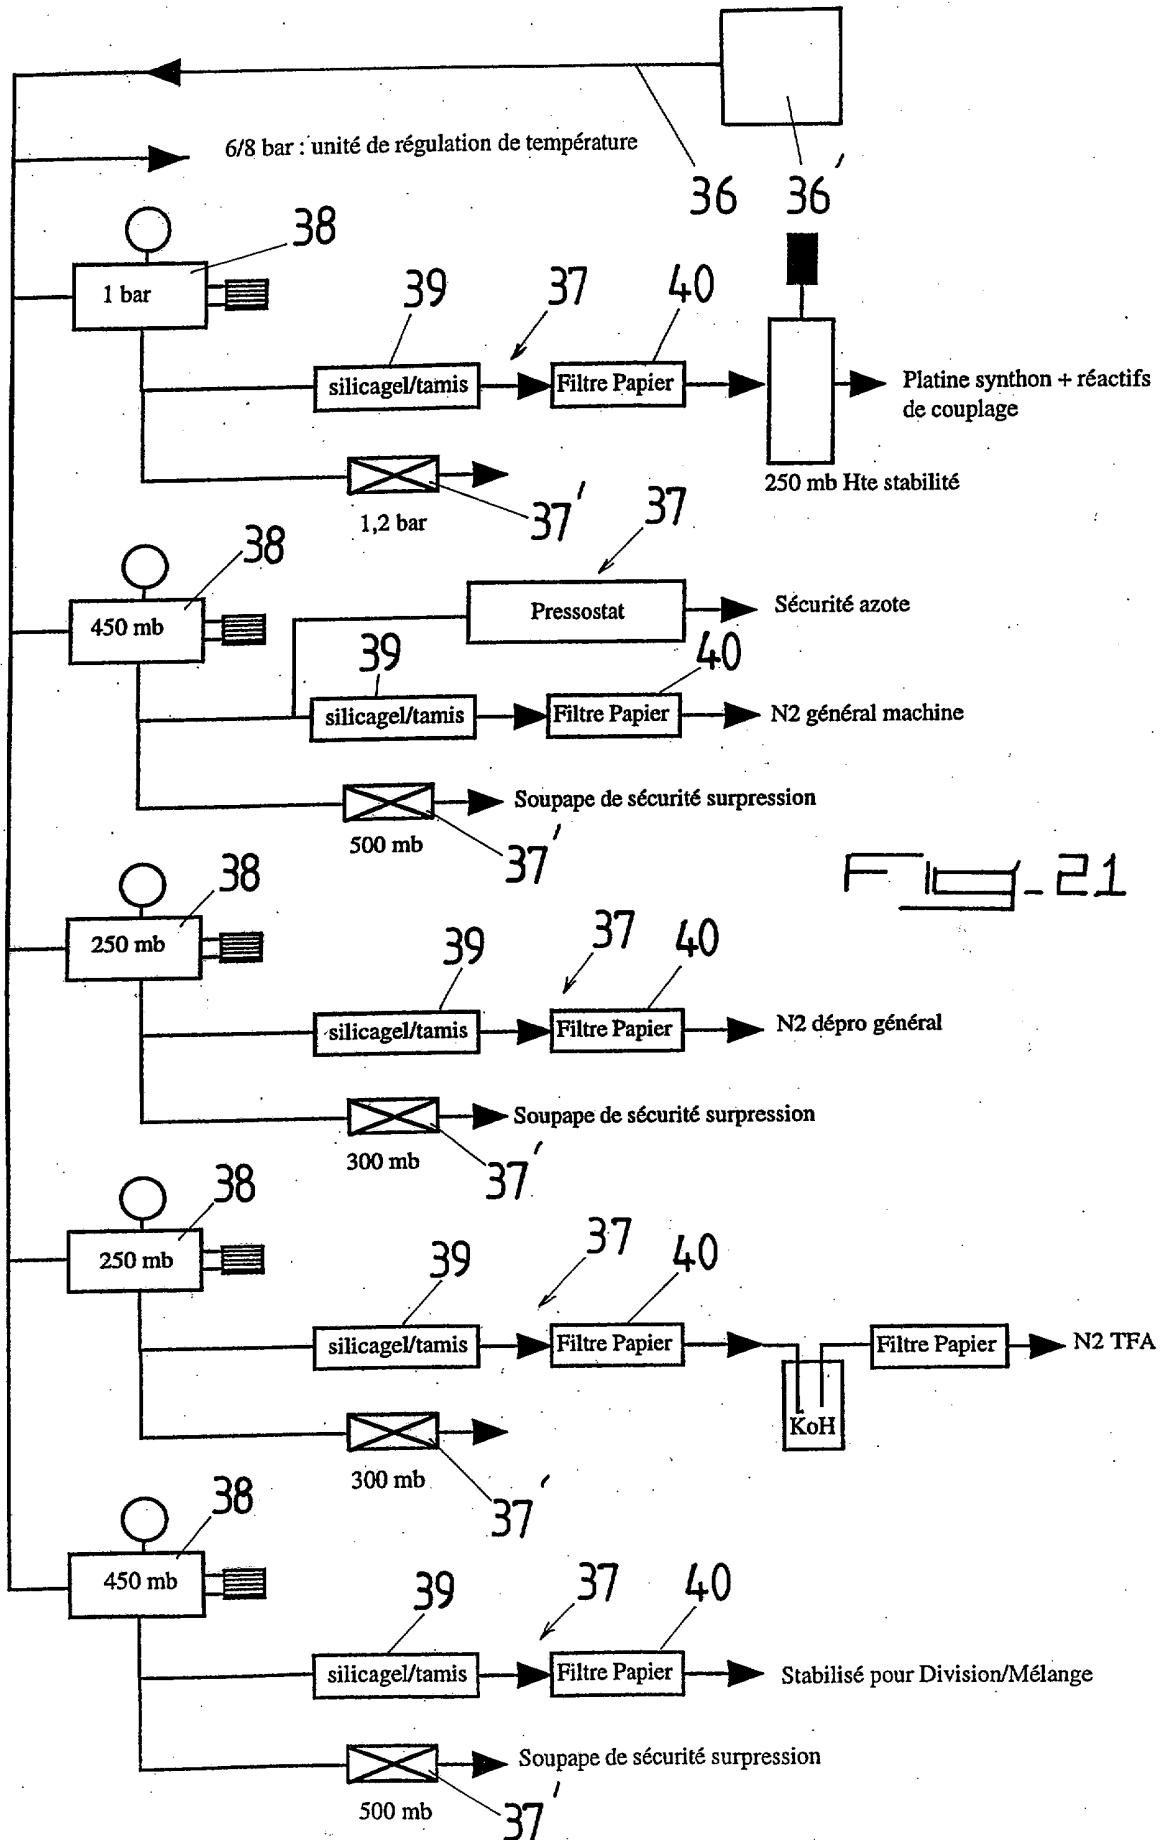 6/8 bar : unité de régulation de température
36
36'
38
1 bar
39
37
40
silicagel/tamis
Filtre Papier
Platine synthon + réactifs
de couplage
250 mb Hte stabilité
1,2 bar
37'
37
38
450 mb
Pressostat
Sécurité azote
39
40
silicagel/tamis
Filtre Papier
N2 général machine
Soupape de sécurité surpression
500 mb
37'
Fig_21
38
250 mb
39
37
40
silicagel/tamis
Filtre Papier
N2 dépro général
Soupape de sécurité surpression
300 mb
37'
38
250 mb
39
37
40
silicagel/tamis
Filtre Papier
Filtre Papier
N2 TFA
KoH
300 mb
37'
38
450 mb
39
37
40
silicagel/tamis
Filtre Papier
Stabilisé pour Division/Mélange
Soupape de sécurité surpression
500 mb
37'